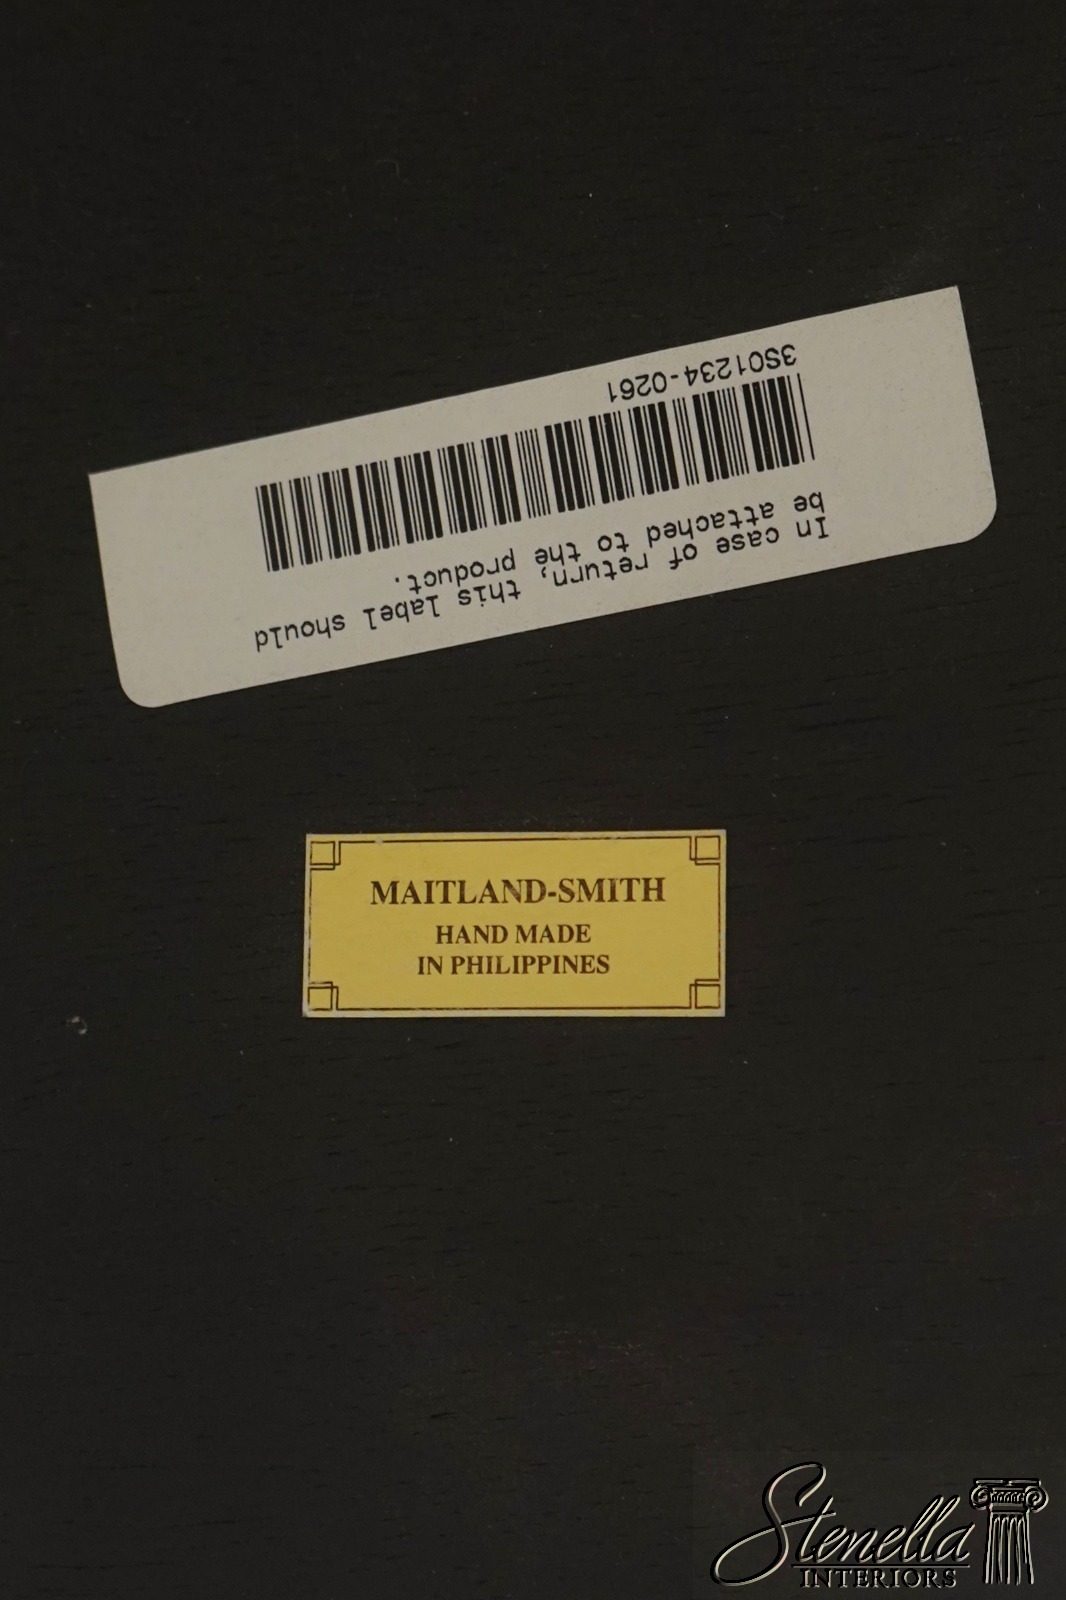 In case of return, this label should
be attached to the product.
3S01234-0261
MAITLAND-SMITH
HAND MADE
IN PHILIPPINES
Stenella
INTERIORS